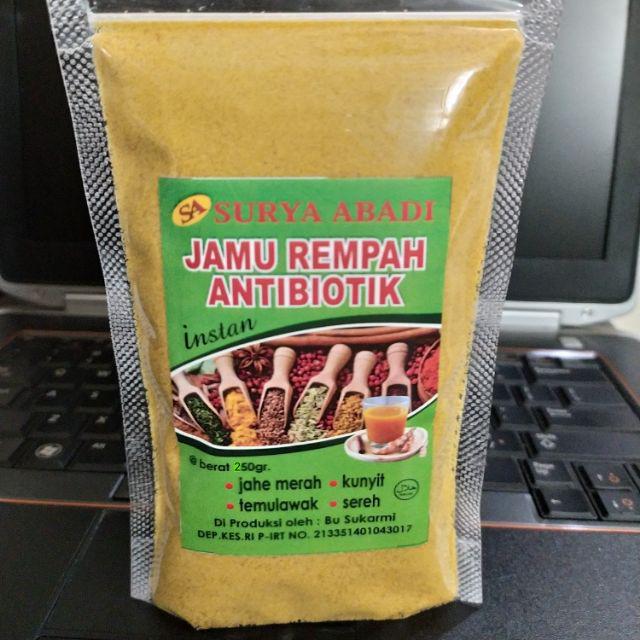 SA SURYA ABADI
JAMU REMPAH
ANTIBIOTIK
instan
@ berat 250gr.
• jahe merah • kunyit
• temulawak • sereh
Di Produksi oleh : Bu Sukarmi
DEP.KES.RI P-IRT NO. 213351401043017